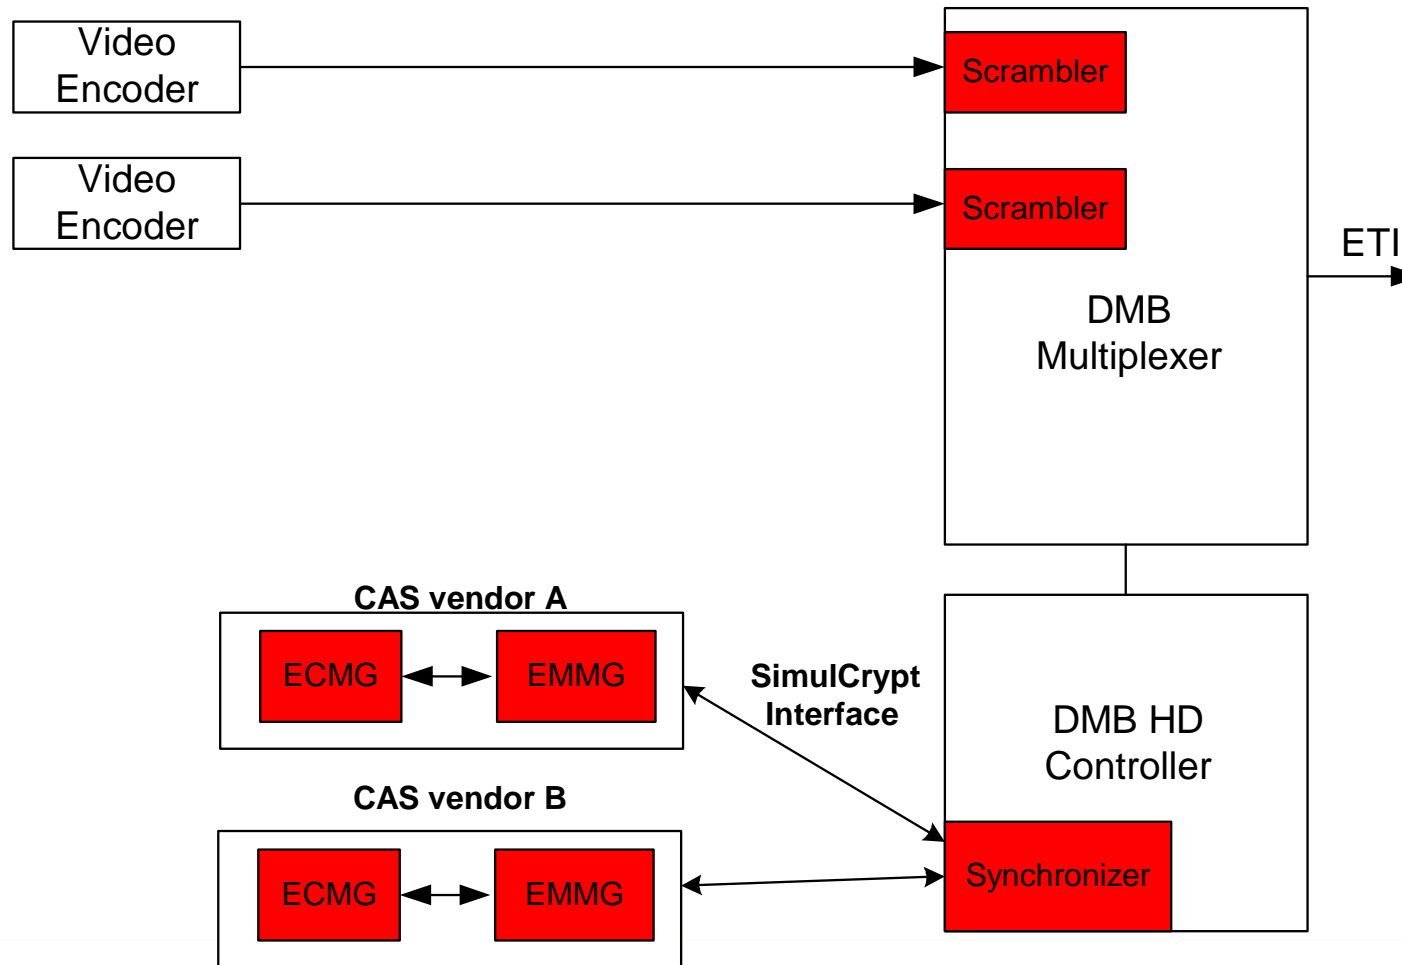 Video
Encoder
Scrambler
Video
Encoder
Scrambler
ETI
DMB
Multiplexer
CAS vendor A
ECMG
EMMG
SimulCrypt
Interface
DMB HD
Controller
CAS vendor B
ECMG
EMMG
Synchronizer